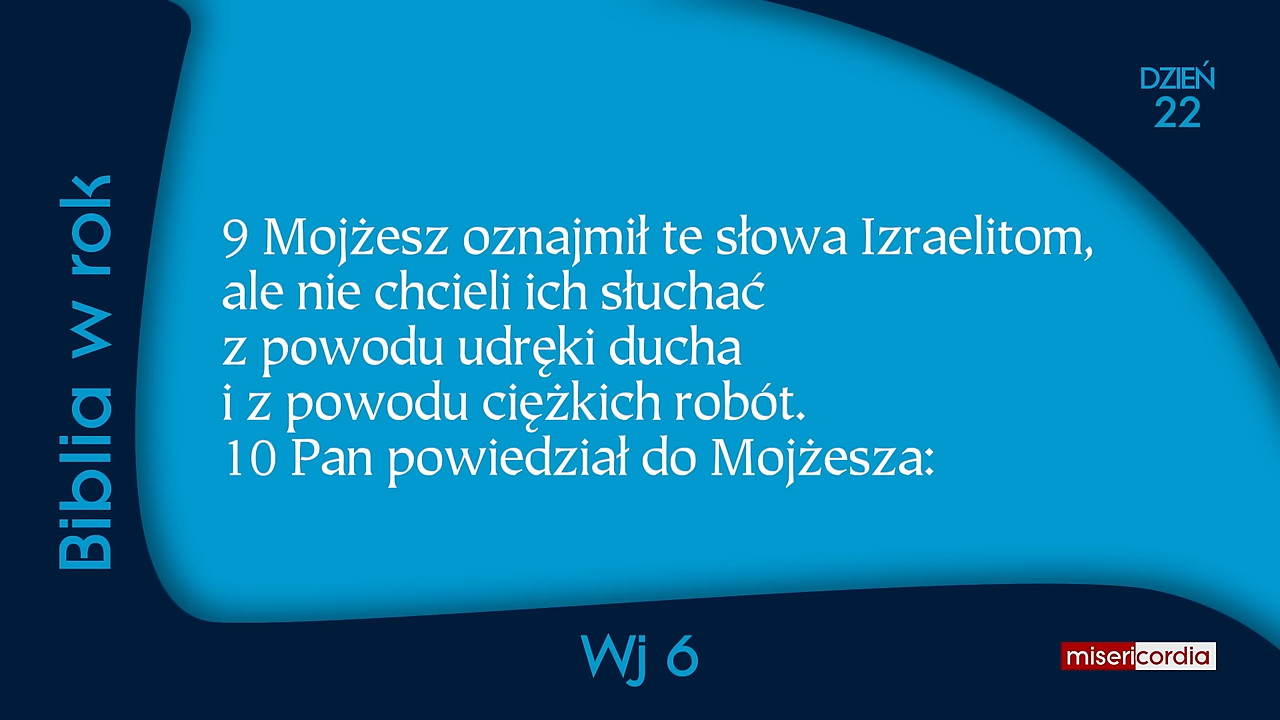 DZIEŃ
22
Biblia w rok
9 Mojżesz oznajmił te słowa Izraelitom,
ale nie chcieli ich słuchać
z powodu udręki ducha
i z powodu ciężkich robót.
10 Pan powiedział do Mojżesza:
Wj 6
misericordia